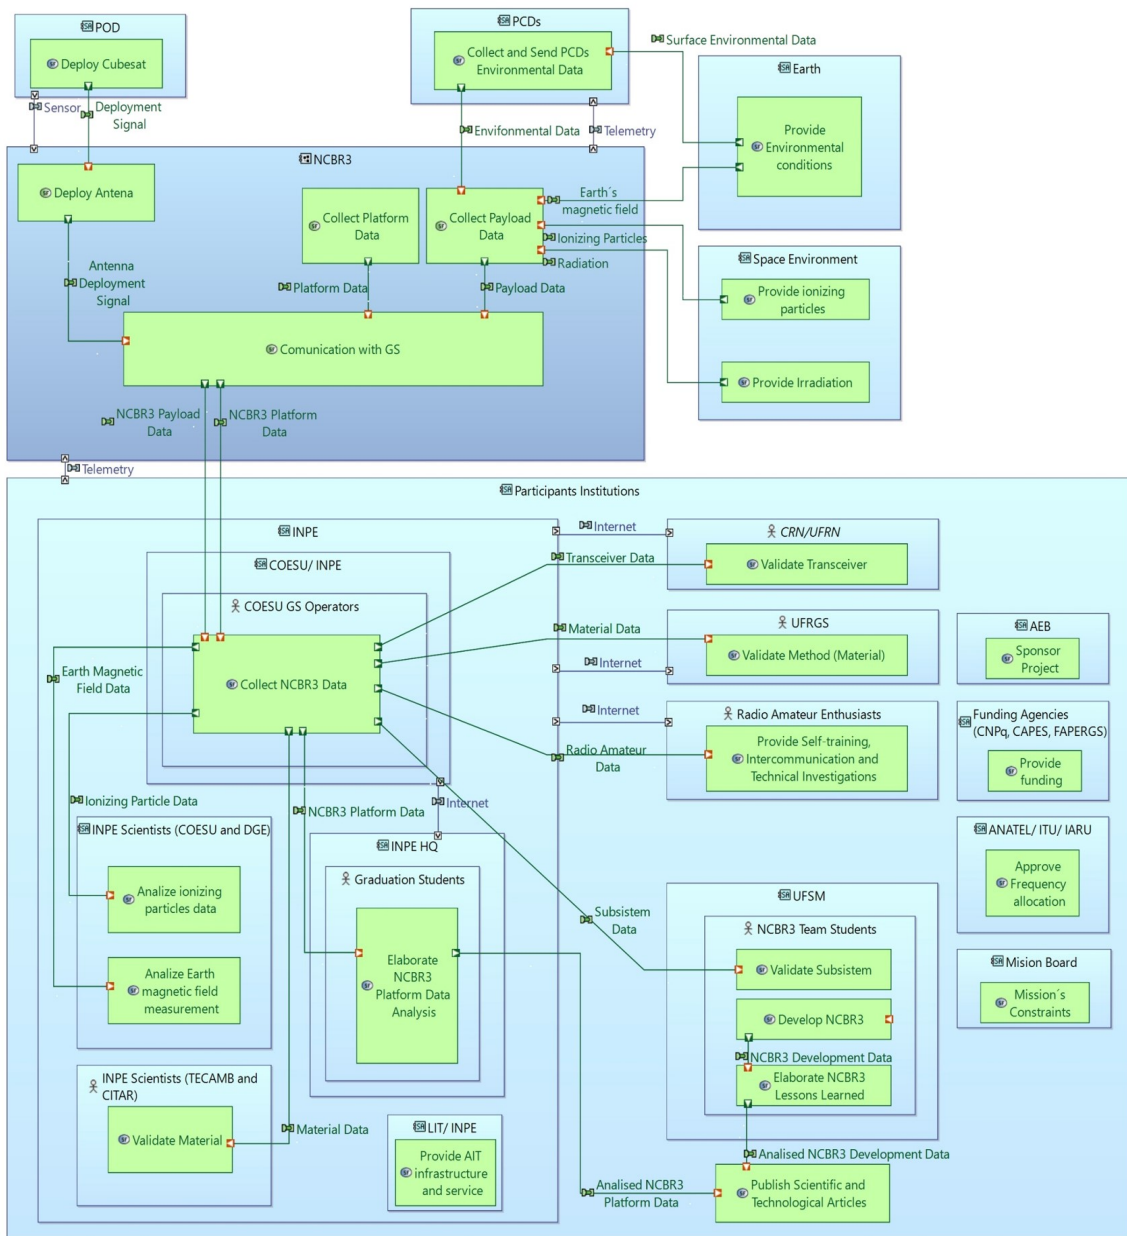 POD
Deploy Cubesat
Sensor
Deployment
Signal
PCDs
Collect and Send PCDs
Environmental Data
Surface Environmental Data
Envifonmental Data
Telemetry
Earth
Provide
Environmental
conditions
NCBR3
Deploy Antena
Collect Platform
Data
Collect Payload
Data
Earth´s
magnetic field
Ionizing Particles
Radiation
Space Environment
Provide ionizing
particles
Provide Irradiation
Antenna
Deployment
Signal
Platform Data
Payload Data
Comunication with GS
NCBR3 Payload
Data
NCBR3 Platform
Data
Telemetry
Participants Institutions
INPE
COESU/ INPE
COESU GS Operators
Collect NCBR3 Data
Earth Magnetic
Field Data
Internet
Transceiver Data
CRN/UFRN
Validate Transceiver
Material Data
Internet
UFRGS
Validate Method (Material)
Internet
Radio Amateur
Data
Radio Amateur Enthusiasts
Provide Self-training,
Intercommunication and
Technical Investigations
AEB
Sponsor
Project
Funding Agencies
(CNPq, CAPES, FAPERGS)
Provide
funding
ANATEL/ ITU/ IARU
Approve
Frequency
allocation
Mision Board
Mission´s
Constraints
Ionizing Particle Data
NCBR3 Platform Data
Internet
INPE Scientists (COESU and DGE)
Analize ionizing
particles data
Analize Earth
magnetic field
measurement
INPE HQ
Graduation Students
Elaborate
NCBR3
Platform Data
Analysis
Subsistem
Data
UFSM
NCBR3 Team Students
Validate Subsistem
Develop NCBR3
NCBR3 Development Data
Elaborate NCBR3
Lessons Learned
INPE Scientists (TECAMB and
CITAR)
Validate Material
Material Data
LIT/ INPE
Provide AIT
infrastructure
and service
Analised NCBR3 Development Data
Analised NCBR3
Platform Data
Publish Scientific and
Technological Articles